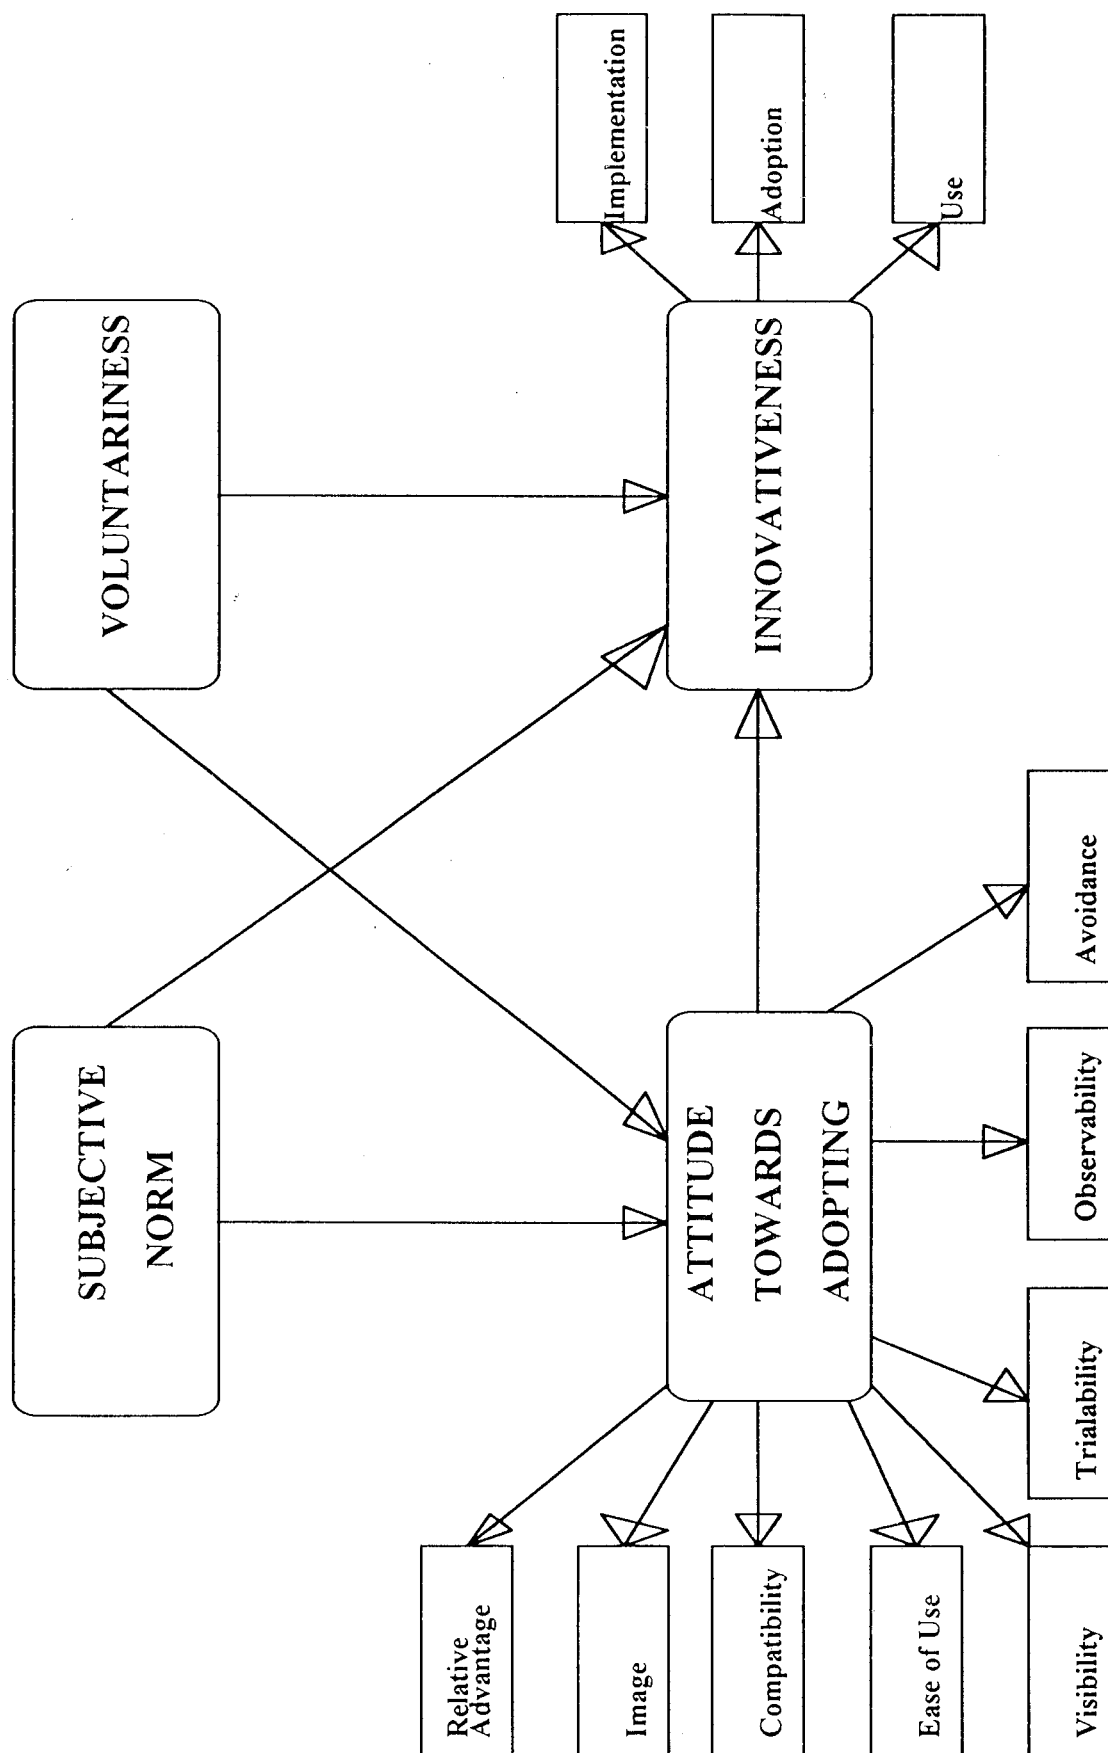 SUBJECTIVE
NORM
VOLUNTARINESS
Relative
Advantage
Image
Compatibility
Ease of Use
Visibility
ATTITUDE
TOWARDS
ADOPTING
Trialability
Observability
Avoidance
INNOVATIVENESS
Implementation
Adoption
Use